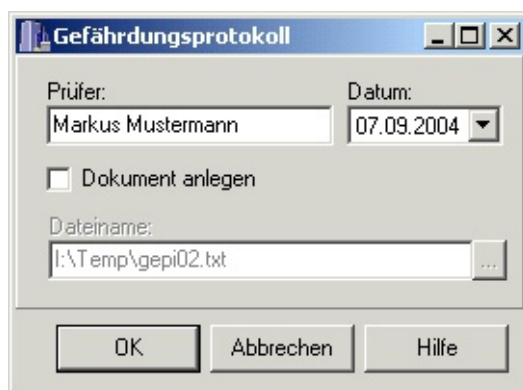 Gefährdungsprotokoll
Prüfer: Datum:
Markus Mustermann 07.09.2004
Dokument anlegen
Dateiname:
I:\Temp\gepi02.txt ...
OK Abbrechen Hilfe